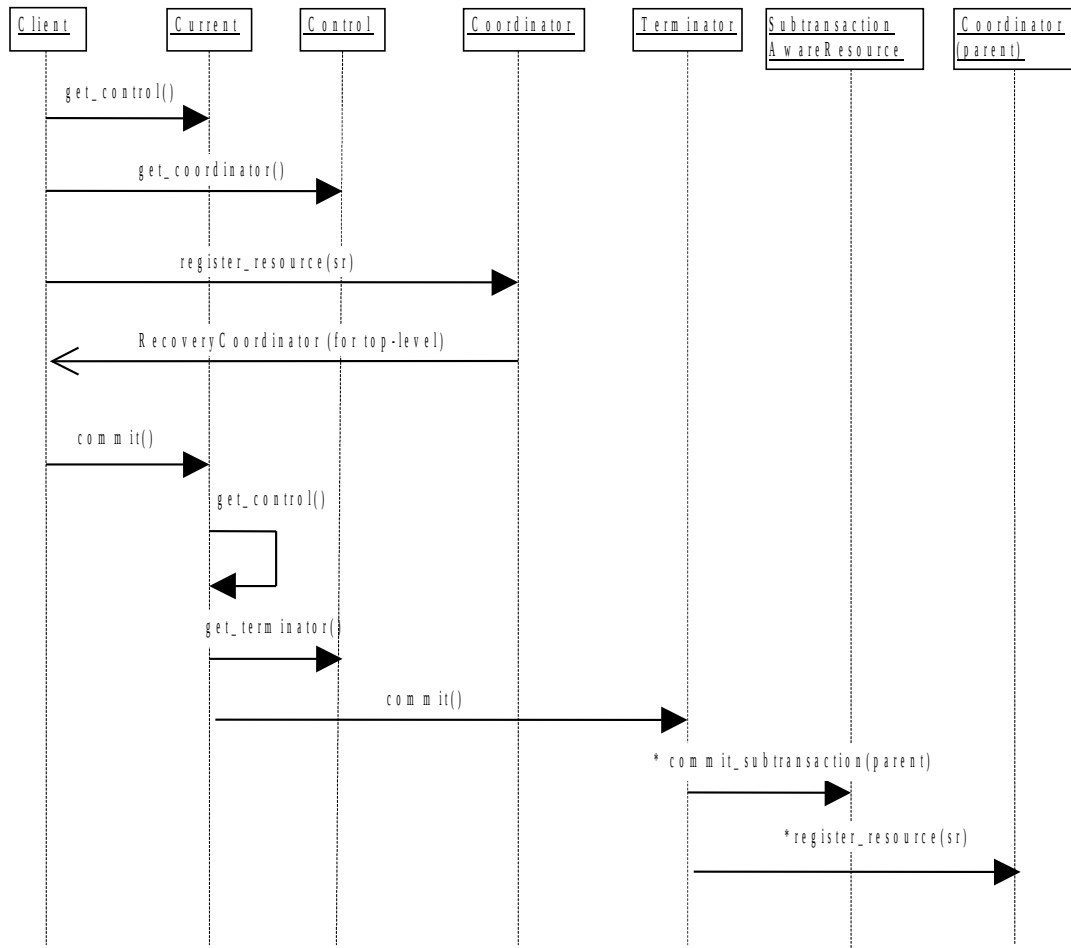 Client
Current
Control
Coordinator
Terminator
Subtransaction
AwareResource
Coordinator
(parent)
get_control()
get_coordinator()
register_resource(sr)
RecoveryCoordinator (for top-level)
commit()
get_control()
get_terminator()
commit()
* commit_subtransaction(parent)
*register_resource(sr)